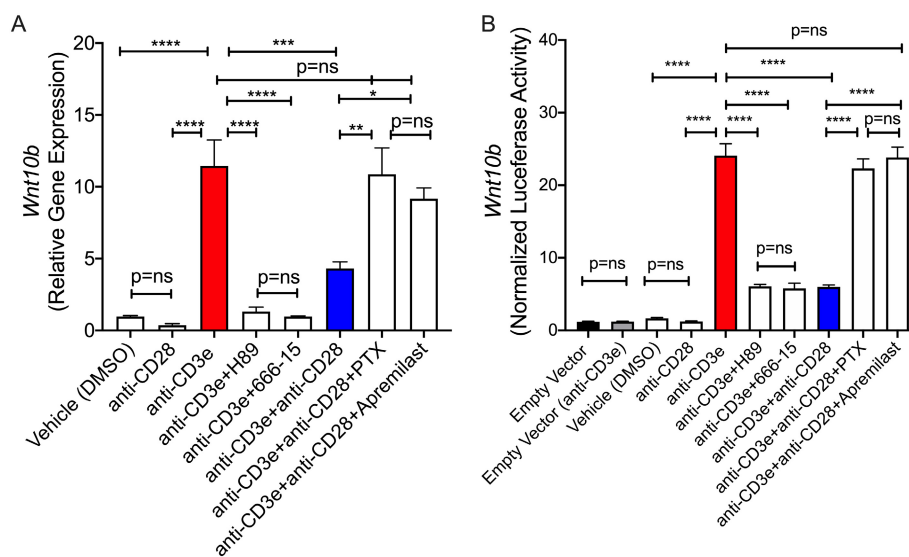 A
Wnt10b
(Relative Gene Expression)
20
15
10
5
0
****
***
p=ns
****
*
****
****
**
p=ns
p=ns
p=ns
Vehicle (DMSO)
anti-CD28
anti-CD3e
anti-CD3e+H89
anti-CD3e+666-15
anti-CD3e+anti-CD28
anti-CD3e+anti-CD28+PTX
anti-CD3e+anti-CD28+Apremilast
B
Wnt10b
(Normalized Luceferase Activity)
40
30
20
10
0
p=ns
****
****
****
****
****
****
****
p=ns
p=ns
p=ns
p=ns
Empty Vector
Empty Vector (anti-CD3e)
Vehicle (DMSO)
anti-CD28
anti-CD3e
anti-CD3e+H89
anti-CD3e+666-15
anti-CD3e+anti-CD28
anti-CD3e+anti-CD28+PTX
anti-CD3e+anti-CD28+Apremilast